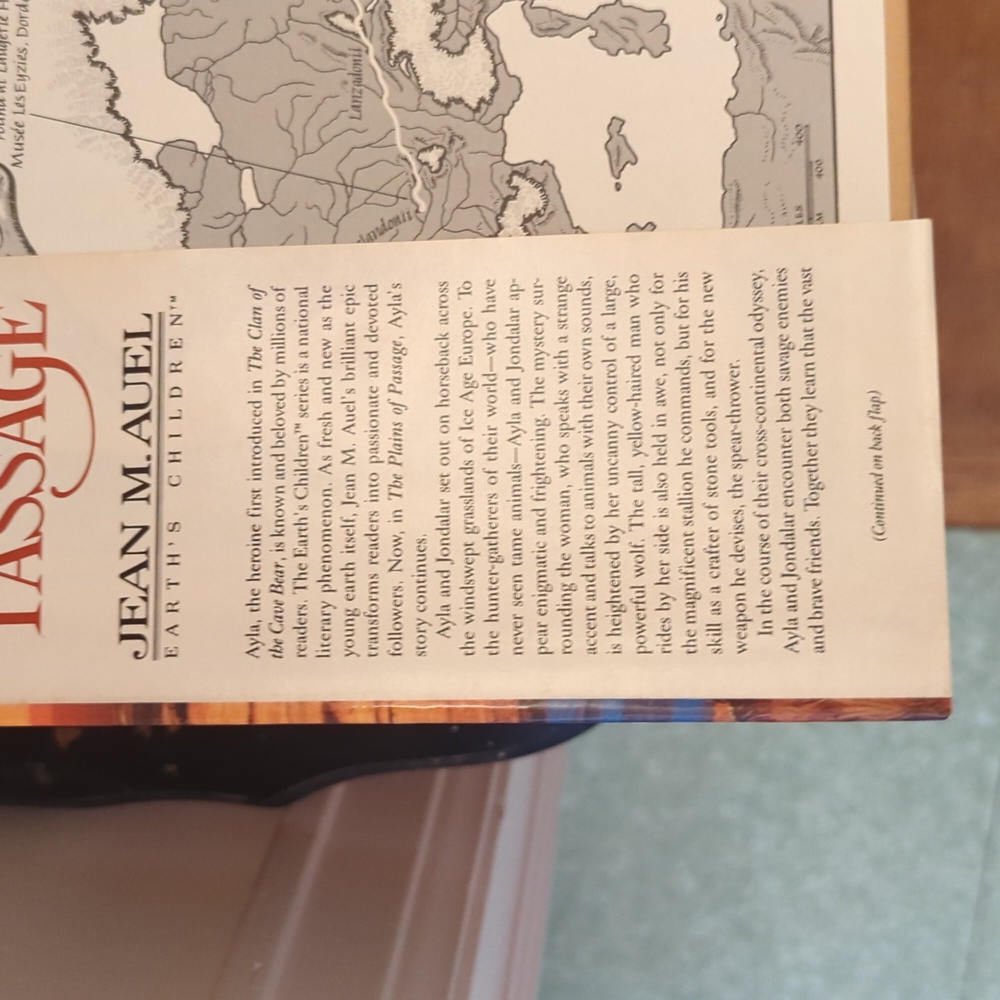 PASSAGE
JEAN M. AUEL
EARTH'S CHILDREN™
Ayla, the heroine first introduced in The Clan of
the Cave Bear, is known and beloved by millions of
readers. The Earth's Children™ series is a national
literary phenomenon. As fresh and new as the
young earth itself, Jean M. Auel's brilliant epic
transforms readers into passionate and devoted
followers. Now, in The Plains of Passage, Ayla's
story continues.
Ayla and Jondalar set out on horseback across
the windswept grasslands of Ice Age Europe. To
the hunter-gatherers of their world—who have
never seen tame animals—Ayla and Jondalar ap-
pear enigmatic and frightening. The mystery sur-
rounding the woman, who speaks with a strange
accent and talks to animals with their own sounds,
is heightened by her uncanny control of a large,
powerful wolf. The tall, yellow-haired man who
rides by her side is also held in awe, not only for
the magnificent stallion he commands, but for his
skill as a crafter of stone tools, and for the new
weapon he devises, the spear-thrower.
In the course of their cross-continental odyssey,
Ayla and Jondalar encounter both savage enemies
and brave friends. Together they learn that the vast
(Continued on back flap)
Musée Les Eyzies, Dord
Lanzadonii
landonii
400
400